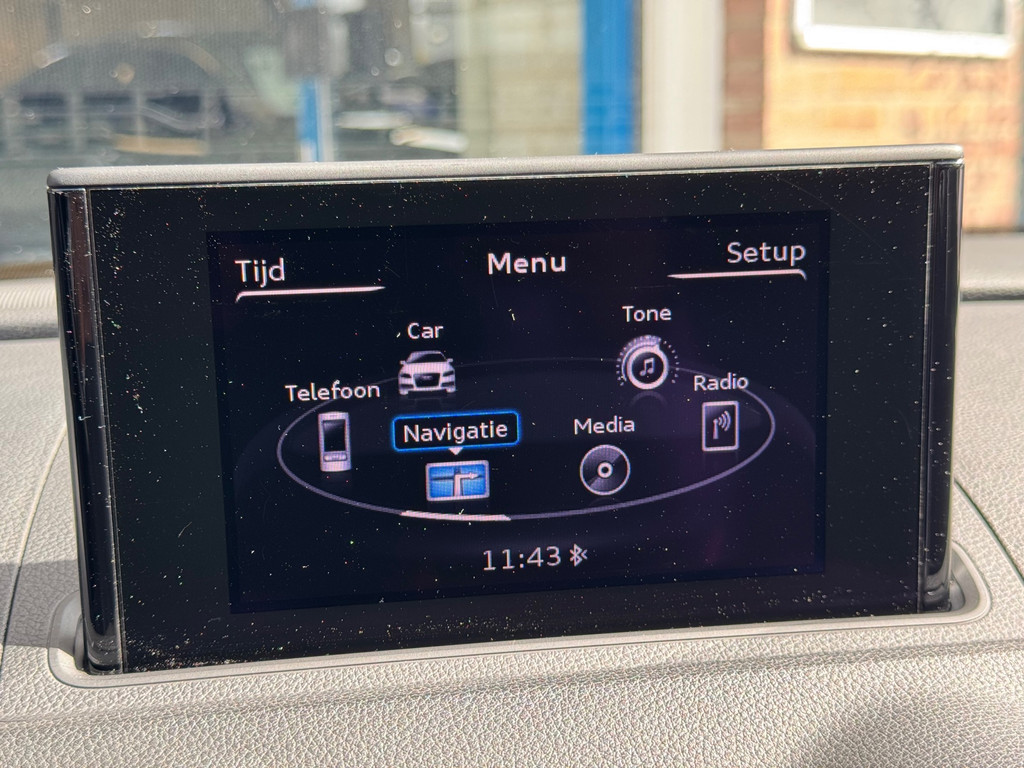 Tijd
Menu
Setup
Car
Tone
Telefoon
Radio
Navigatie
Media
11:43